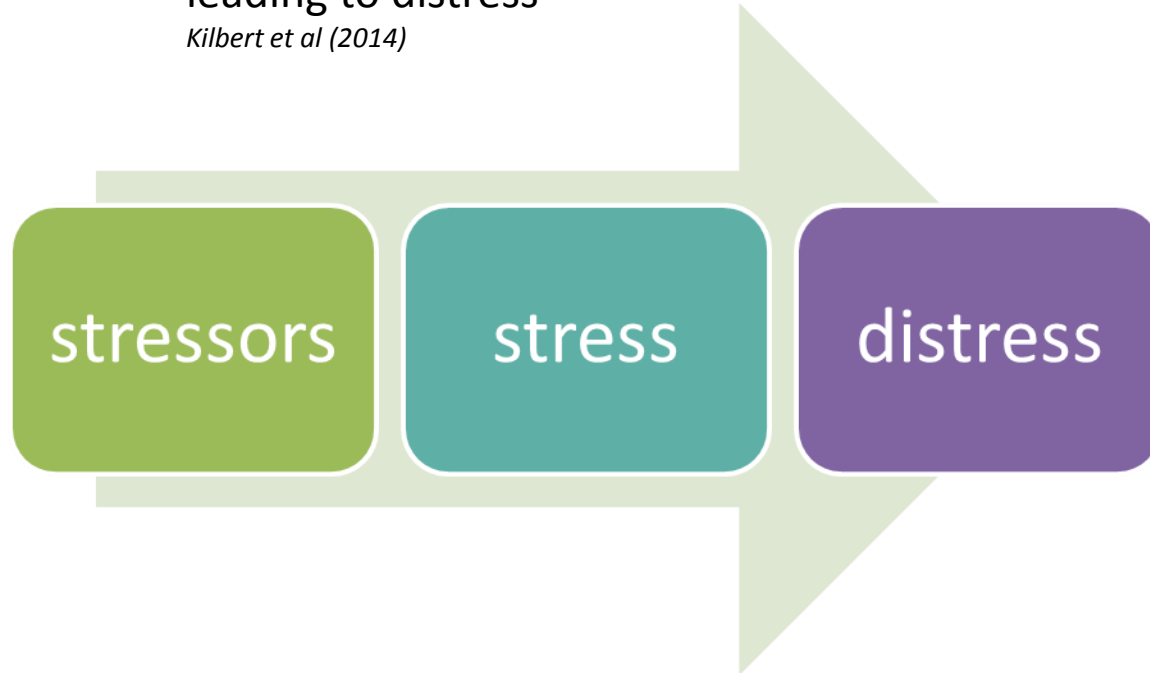 leading to distress
Kilbert et al (2014)
stressors
stress
distress